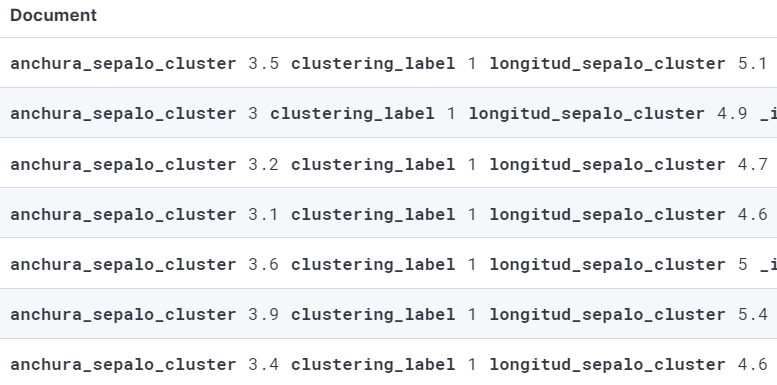 Document
anchura_sepalo_cluster 3.5 clustering_label 1 longitud_sepalo_cluster 5.1
anchura_sepalo_cluster 3 clustering_label 1 longitud_sepalo_cluster 4.9 _i
anchura_sepalo_cluster 3.2 clustering_label 1 longitud_sepalo_cluster 4.7
anchura_sepalo_cluster 3.1 clustering_label 1 longitud_sepalo_cluster 4.6
anchura_sepalo_cluster 3.6 clustering_label 1 longitud_sepalo_cluster 5 _i
anchura_sepalo_cluster 3.9 clustering_label 1 longitud_sepalo_cluster 5.4
anchura_sepalo_cluster 3.4 clustering_label 1 longitud_sepalo_cluster 4.6